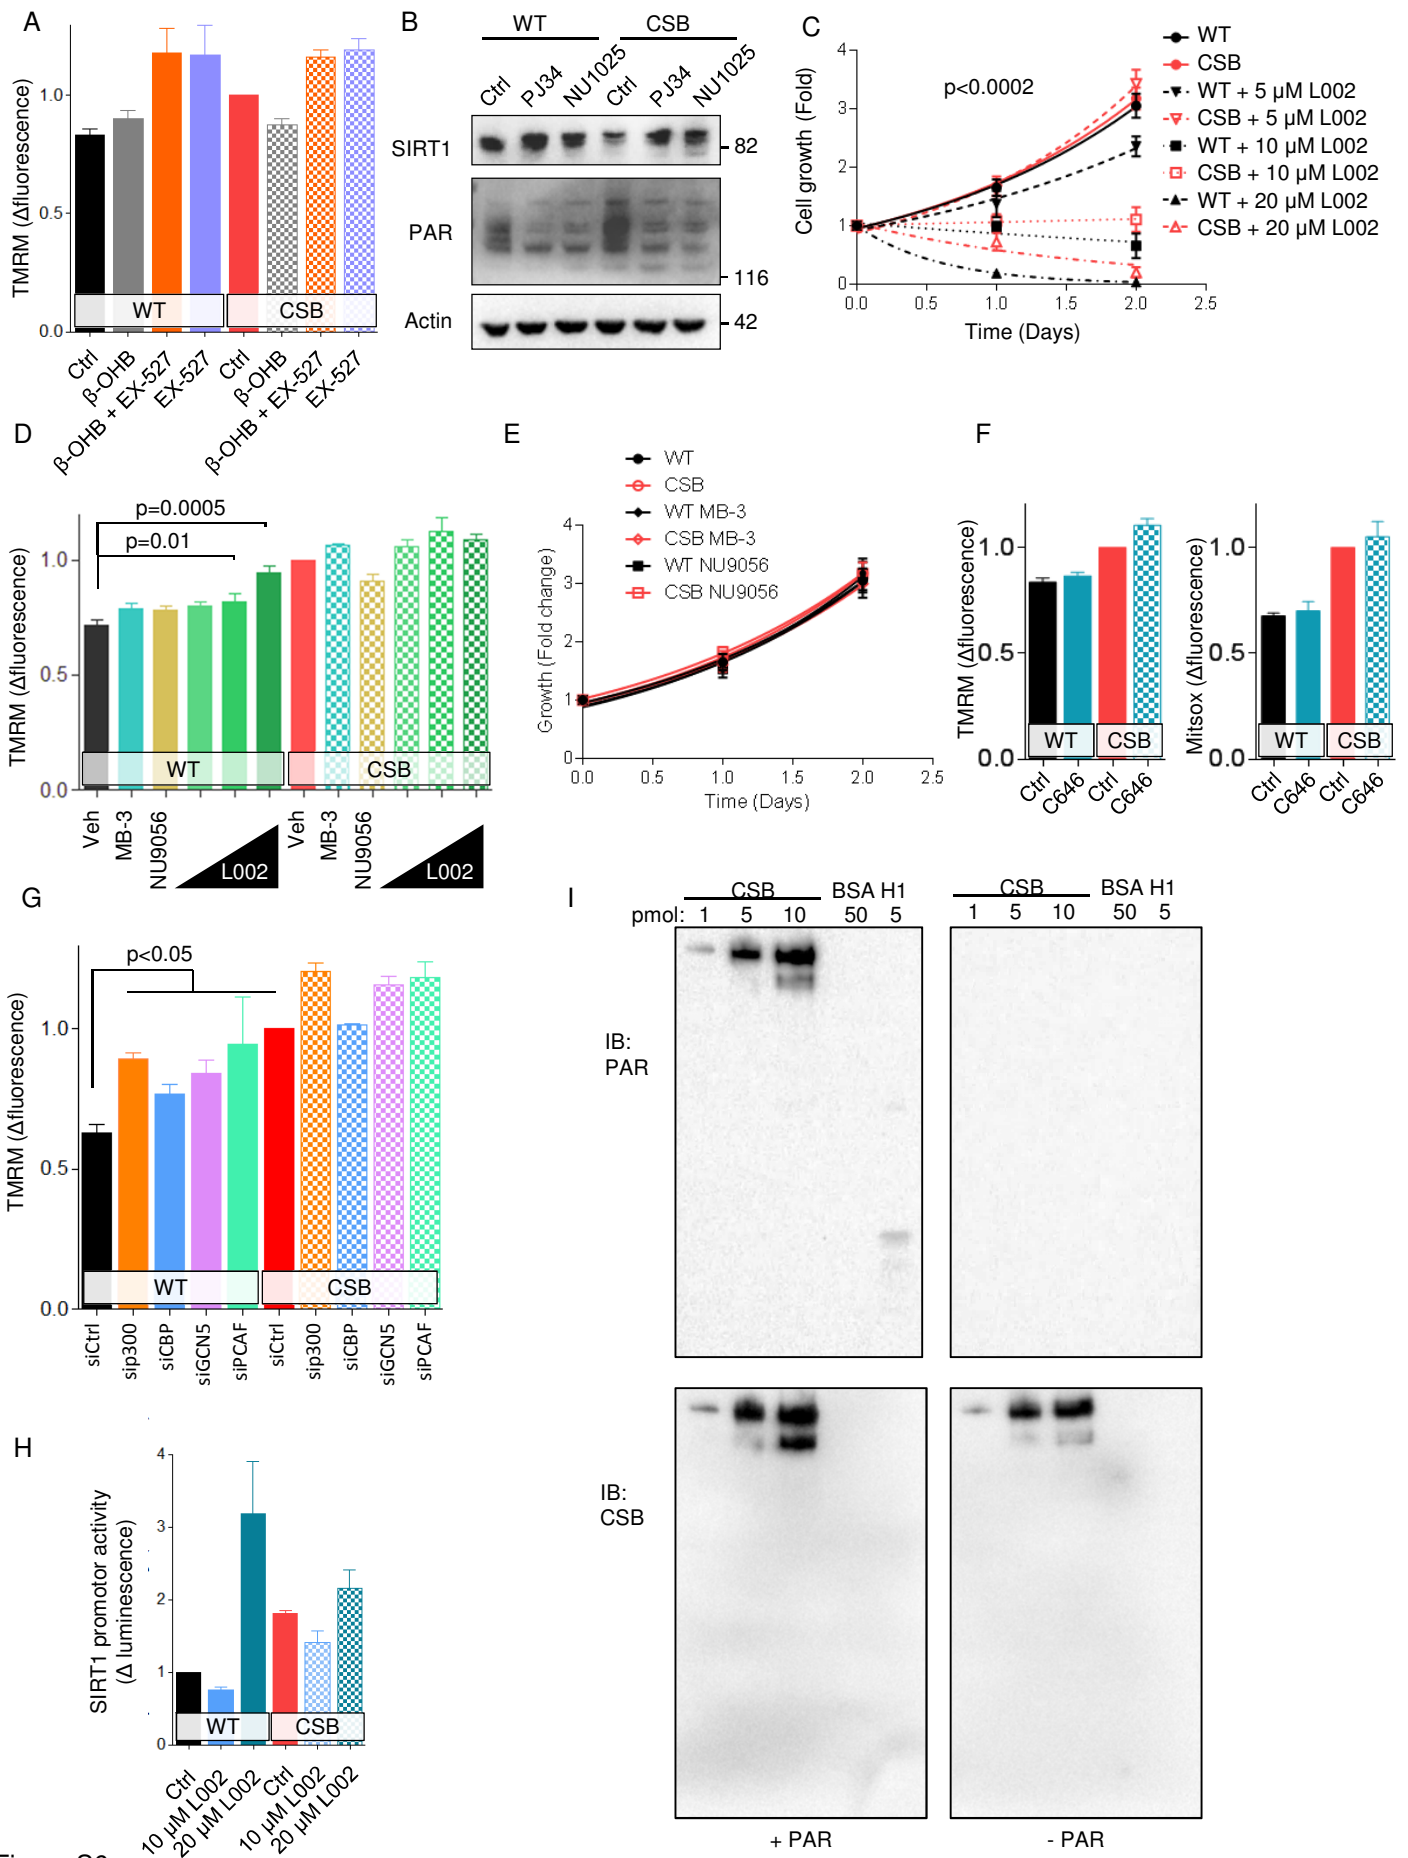 A
TMRM (Δfluorescence)
1.0
0.5
0.0
WT
CSB
Ctrl
β-OHB
β-OHB + EX-527
EX-527
Ctrl
β-OHB
β-OHB + EX-527
EX-527
B
WT
CSB
Ctrl
PJ34
NU1025
Ctrl
PJ34
NU1025
SIRT1
82
PAR
116
Actin
42
C
Cell growth (Fold)
4
3
2
1
0
p<0.0002
0.0
0.5
1.0
1.5
2.0
2.5
Time (Days)
WT
CSB
WT + 5 µM L002
CSB + 5 µM L002
WT + 10 µM L002
CSB + 10 µM L002
WT + 20 µM L002
CSB + 20 µM L002
D
TMRM (Δfluorescence)
p=0.0005
p=0.01
1.0
0.5
0.0
WT
CSB
Veh
MB-3
NU9056
L002
Veh
MB-3
NU9056
L002
E
WT
CSB
WT MB-3
CSB MB-3
WT NU9056
CSB NU9056
Growth (Fold change)
4
3
2
1
0
0.0
0.5
1.0
1.5
2.0
2.5
Time (Days)
F
TMRM (Δfluorescence)
1.0
0.5
0.0
WT
CSB
Ctrl
C646
Ctrl
C646
Mitsox (Δfluorescence)
1.0
0.5
0.0
WT
CSB
Ctrl
C646
Ctrl
C646
G
TMRM (Δfluorescence)
p<0.05
1.0
0.5
0.0
WT
CSB
siCtrl
sip300
siCBP
siGCN5
siPCAF
siCtrl
sip300
siCBP
siGCN5
siPCAF
H
SIRT1 promotor activity
(Δ luminescence)
4
3
2
1
0
WT
CSB
Ctrl
10 µM L002
20 µM L002
Ctrl
10 µM L002
20 µM L002
I
CSB
BSA H1
CSB
BSA H1
pmol: 1 5 10 50 5
1 5 10 50 5
IB:
PAR
IB:
CSB
+ PAR
- PAR